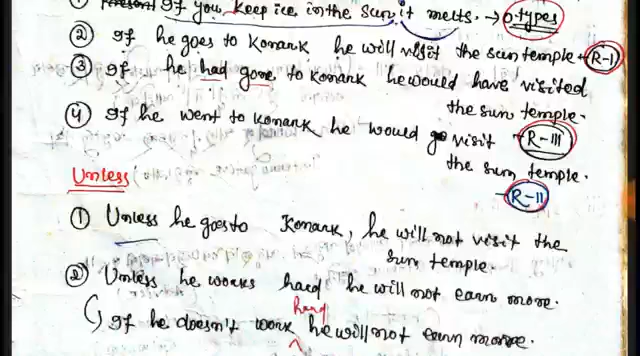 ① If you keep ice in the sun, it melts. → 0-types
② If he goes to Konark he will visit the sun temple → R-I
③ If he had gone to Konark he would have visited
the sun temple.
④ If he went to Konark he would visit → R-III
the sun temple.
→ R-II
Unless
① Unless he goes to Konark, he will not visit the
sun temple.
② Unless he works hard he will not earn more.
hard
If he doesn't work ^ he will not earn more.